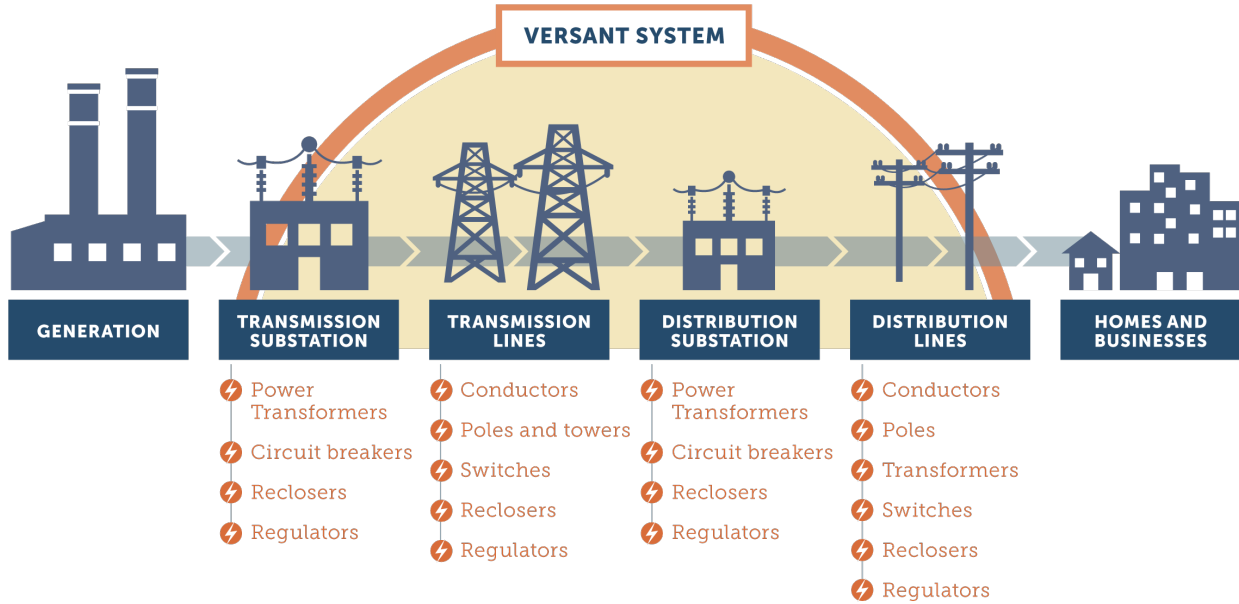 VERSANT SYSTEM
GENERATION
TRANSMISSION
SUBSTATION
TRANSMISSION
LINES
DISTRIBUTION
SUBSTATION
DISTRIBUTION
LINES
HOMES AND
BUSINESSES
Power
Transformers
Circuit breakers
Reclosers
Regulators
Conductors
Poles and towers
Switches
Reclosers
Regulators
Power
Transformers
Circuit breakers
Reclosers
Regulators
Conductors
Poles
Transformers
Switches
Reclosers
Regulators